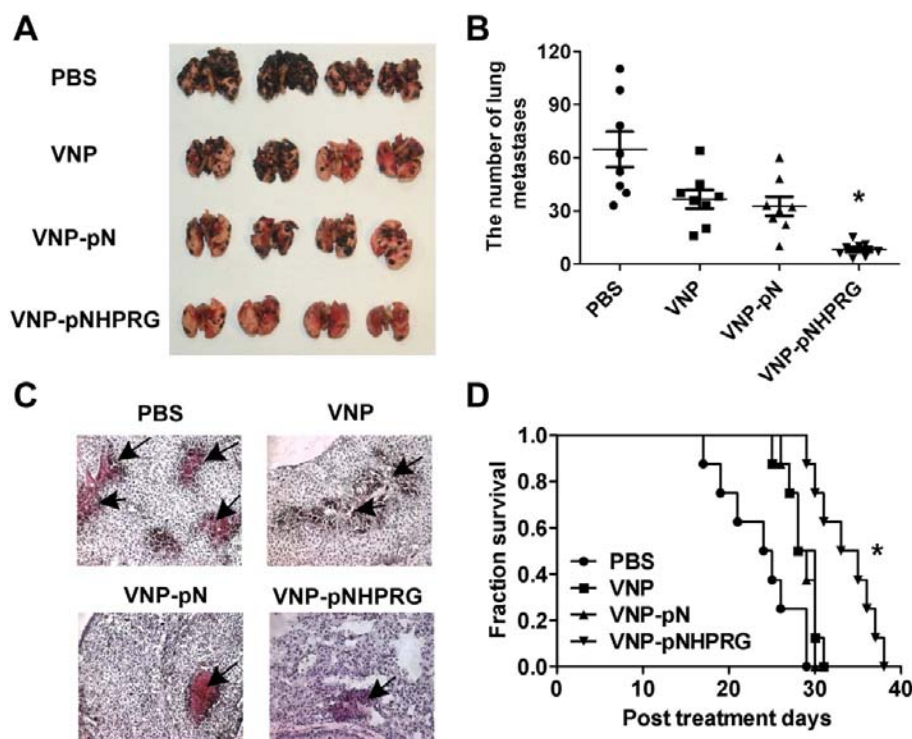 A
PBS
VNP
VNP-pN
VNP-pNHPRG
B
The number of lung
metastases
120
90
60
30
0
*
PBS
VNP
VNP-pN
VNP-pNHPRG
C
PBS
VNP
VNP-pN
VNP-pNHPRG
D
Fraction survival
1.0
0.8
0.6
0.4
0.2
0.0
PBS
VNP
VNP-pN
VNP-pNHPRG
*
0
10
20
30
40
Post treatment days